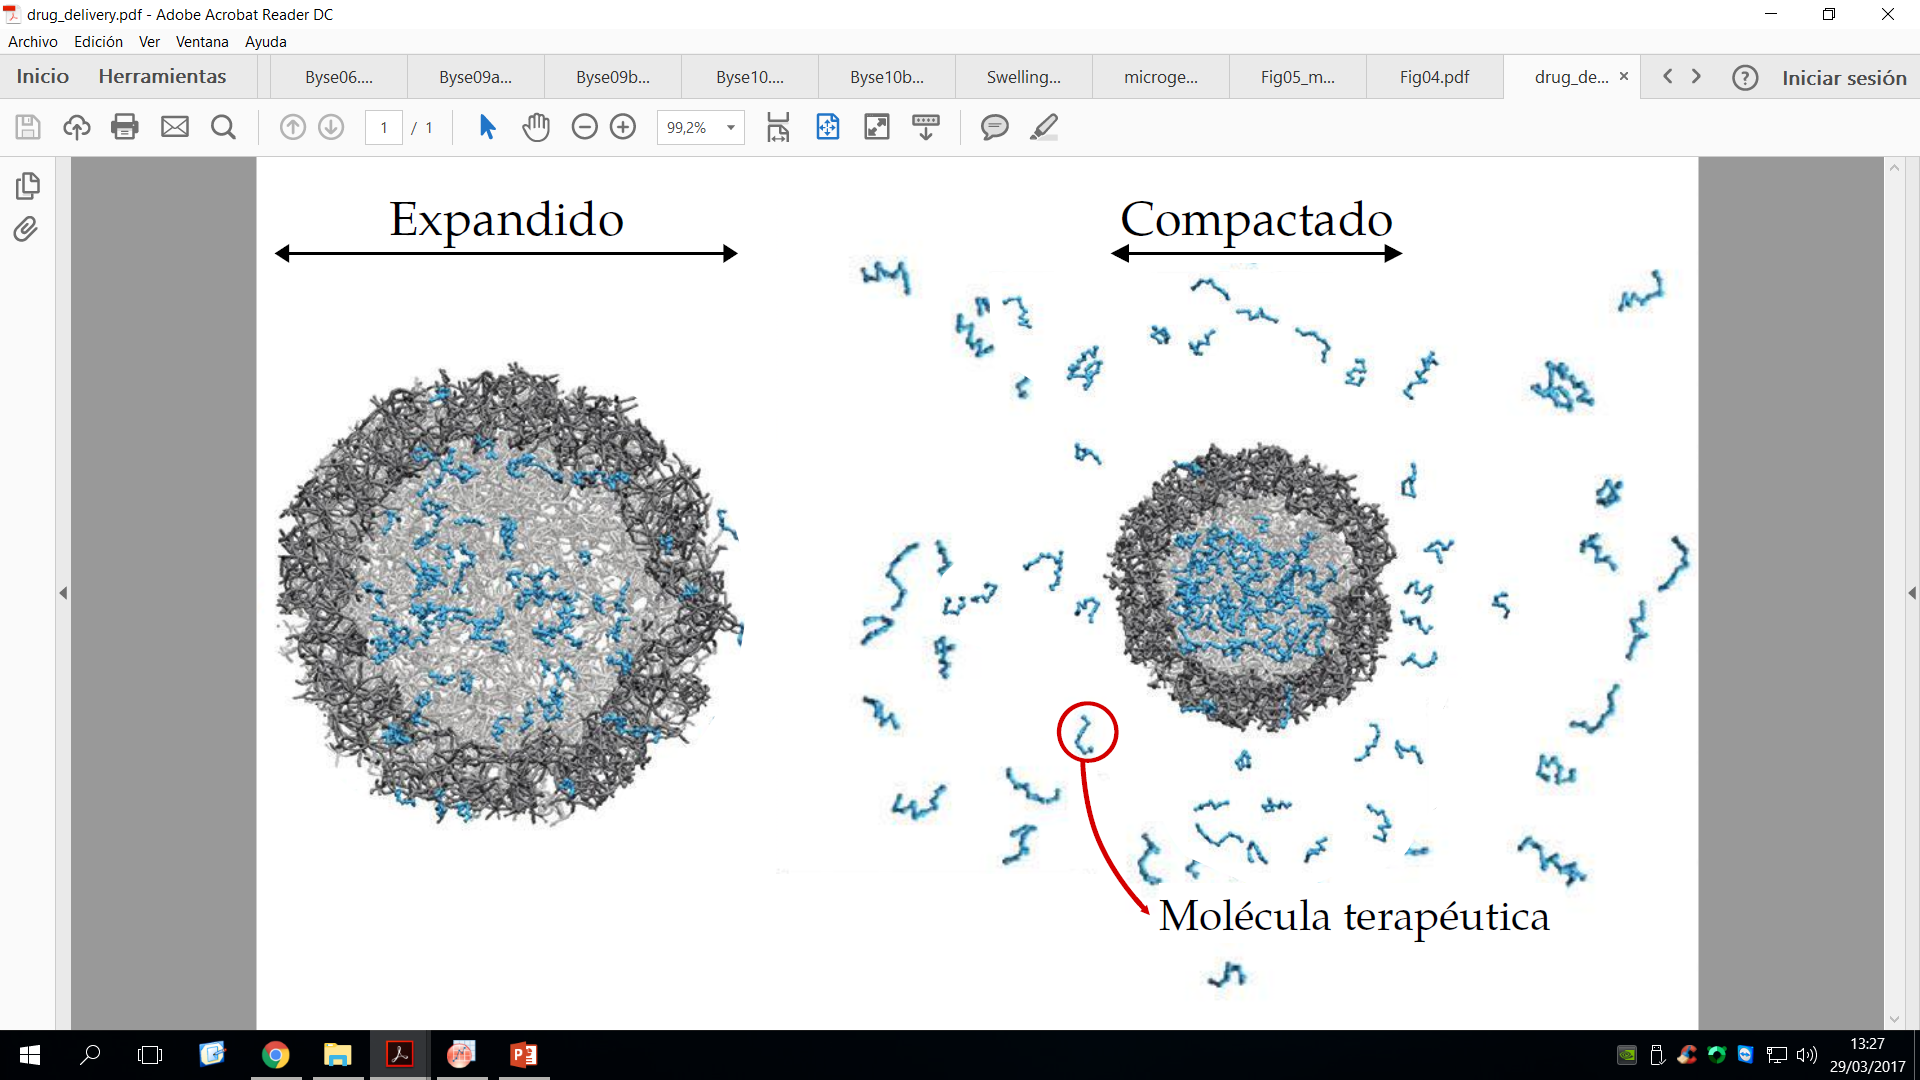 drug_delivery.pdf - Adobe Acrobat Reader DC
Archivo Edición Ver Ventana Ayuda
Inicio Herramientas Byse06.... Byse09a... Byse09b... Byse10.... Byse10b... Swelling... microge... Fig05_m... Fig04.pdf drug_de... × ? Iniciar sesión
1 / 1 99,2%
Expandido Compactado
Molécula terapéutica
13:27
29/03/2017